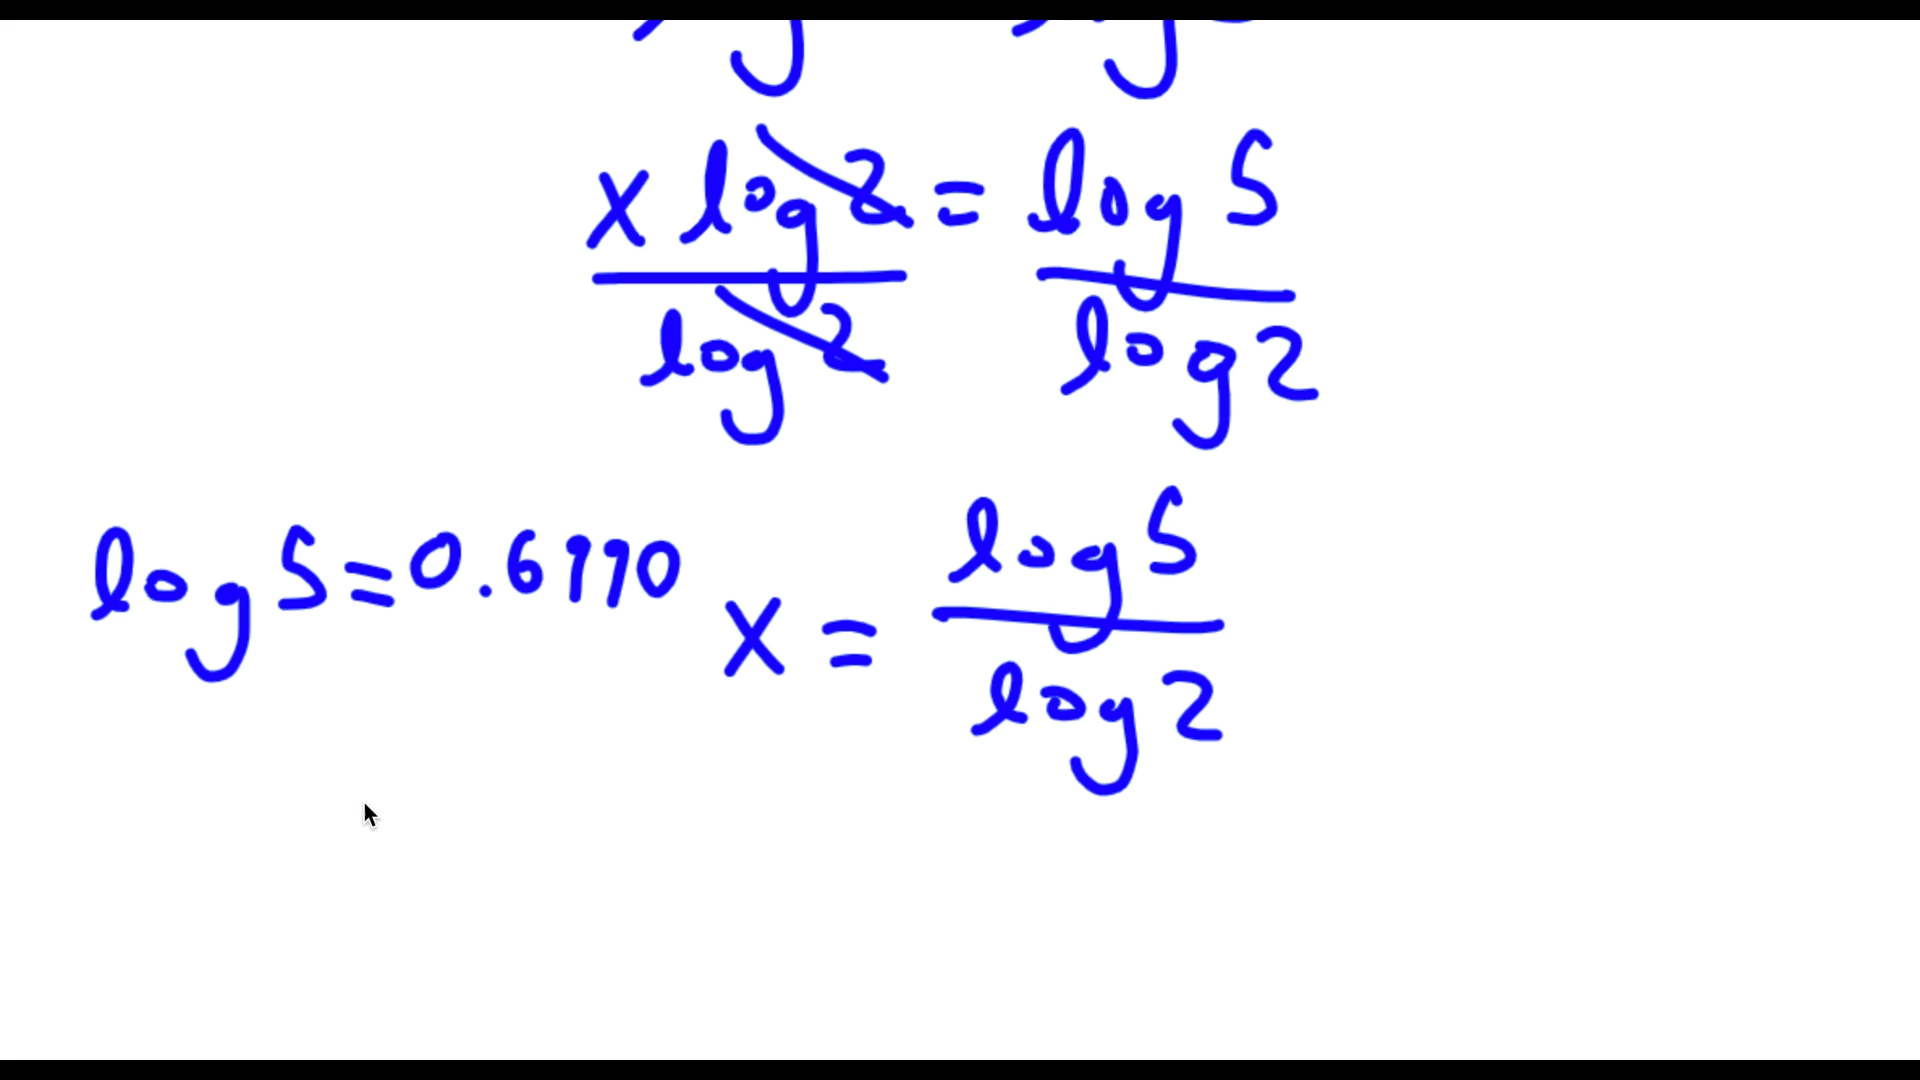 x log 2 = log 5
log 2 log 2
log 5 = 0.6990
x = log 5
log 2